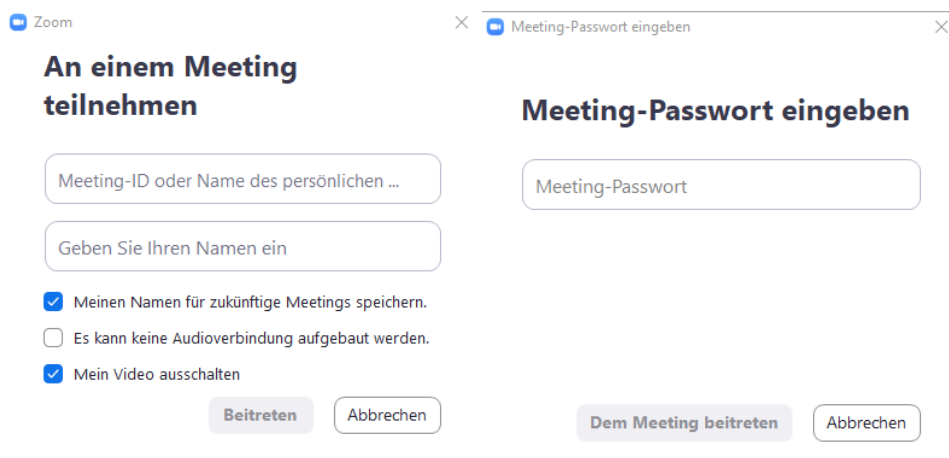 Zoom
An einem Meeting
teilnehmen
Meeting-ID oder Name des persönlichen ...
Geben Sie Ihren Namen ein
Meinen Namen für zukünftige Meetings speichern.
Es kann keine Audioverbindung aufgebaut werden.
Mein Video ausschalten
Beitreten
Abbrechen
Meeting-Passwort eingeben
Meeting-Passwort eingeben
Meeting-Passwort
Dem Meeting beitreten
Abbrechen